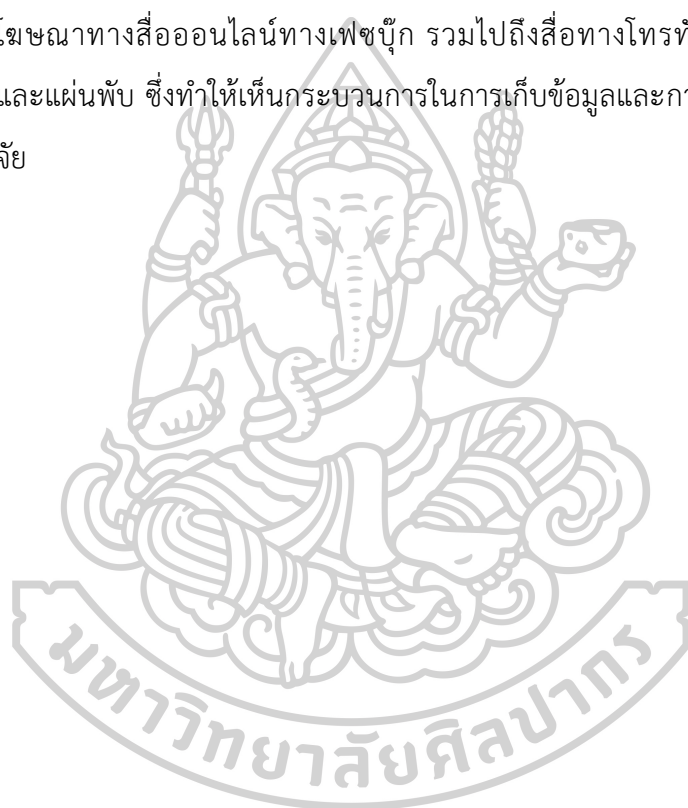 โฆษณาทางสื่อออนไลน์ทางเฟซบุ๊ก รวมไปถึงสื่อทางโทรทั
และแผ่นพับ ซึ่งทำให้เห็นกระบวนการในการเก็บข้อมูลและกา
จัย
มหาวิทยาลัยศิลปากร